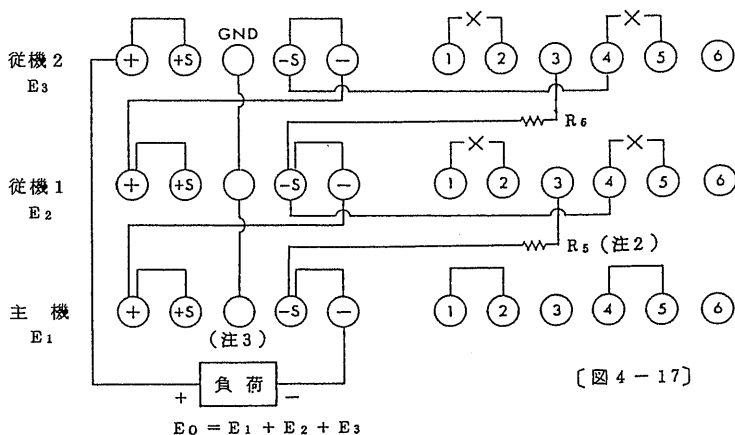 GND
従機2 + +S -S - 1 2 3 4 5 6
E3
R6
従機1 + +S -S - 1 2 3 4 5 6
E2
R5 (注2)
主機 + +S -S - 1 2 3 4 5 6
E1
(注3)
+ 負荷 -
〔図4-17〕
E0 = E1 + E2 + E3